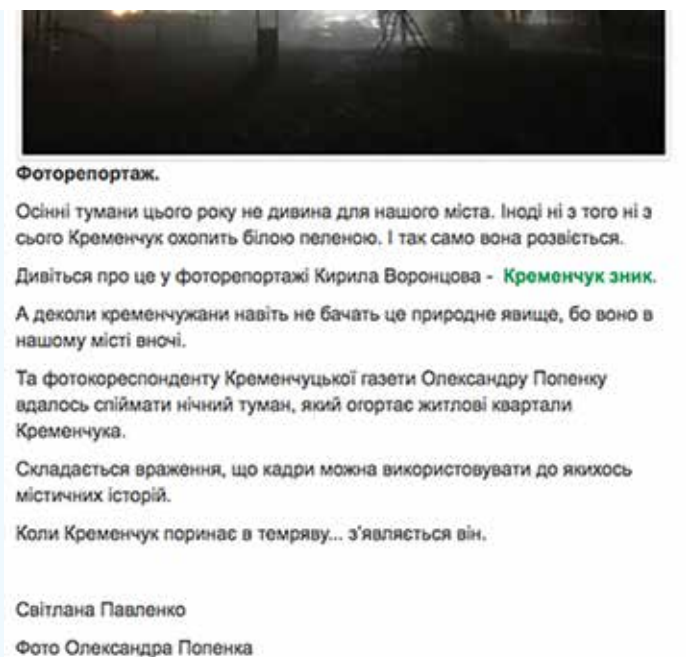 Фоторепортаж.
Осінні тумани цього року не дивина для нашого міста. Іноді ні з того ні з
сього Кременчук охопить білою пеленою. І так само вона розвіється.
Дивіться про це у фоторепортажі Кирила Воронцова - Кременчук зник.
А деколи кременчужани навіть не бачать це природне явище, бо воно в
нашому місті вночі.
Та фотокореспонденту Кременчуцької газети Олександру Попенку
вдалось спіймати нічний туман, який огортає житлові квартали
Кременчука.
Складається враження, що кадри можна використовувати до якихось
містичних історій.
Коли Кременчук поринає в темряву... з'являється він.
Світлана Павленко
Фото Олександра Попенка